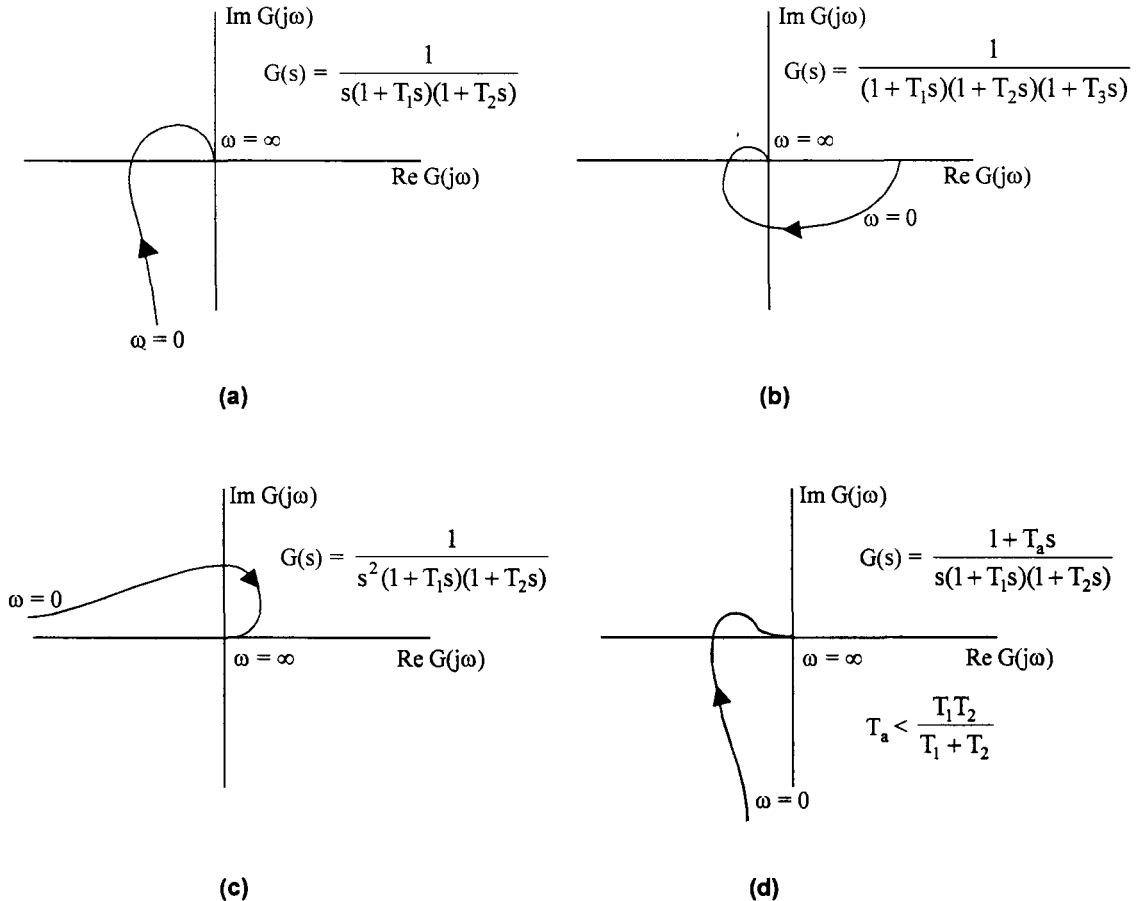 Im G(jω)
G(s) = 1 / s(1 + T₁s)(1 + T₂s)
ω = ∞
Re G(jω)
ω = 0
(a)
Im G(jω)
G(s) = 1 / (1 + T₁s)(1 + T₂s)(1 + T₃s)
ω = ∞
Re G(jω)
ω = 0
(b)
Im G(jω)
G(s) = 1 / s²(1 + T₁s)(1 + T₂s)
ω = 0
ω = ∞
Re G(jω)
(c)
Im G(jω)
G(s) = 1 + Tₐs / s(1 + T₁s)(1 + T₂s)
ω = ∞
Re G(jω)
Tₐ < T₁T₂ / T₁ + T₂
ω = 0
(d)